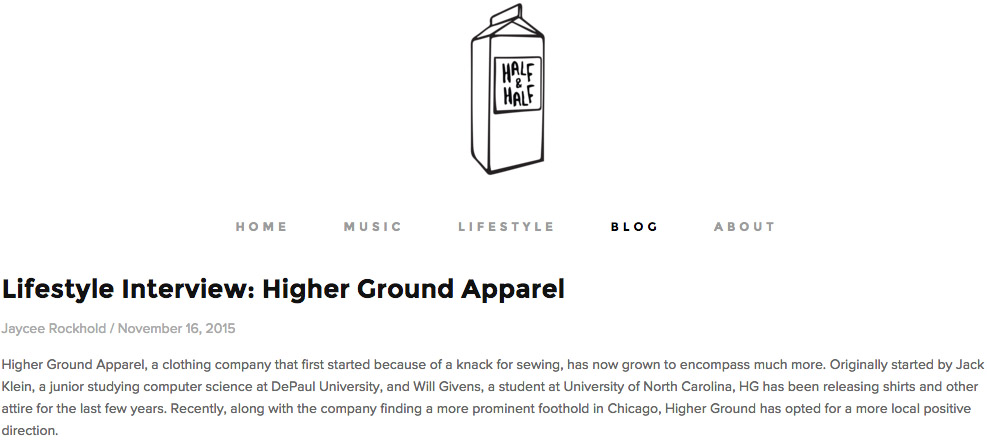 HALF
&
HALF
HOME MUSIC LIFESTYLE BLOG ABOUT
Lifestyle Interview: Higher Ground Apparel
Jaycee Rockhold / November 16, 2015
Higher Ground Apparel, a clothing company that first started because of a knack for sewing, has now grown to encompass much more. Originally started by Jack
Klein, a junior studying computer science at DePaul University, and Will Givens, a student at University of North Carolina, HG has been releasing shirts and other
attire for the last few years. Recently, along with the company finding a more prominent foothold in Chicago, Higher Ground has opted for a more local positive
direction.